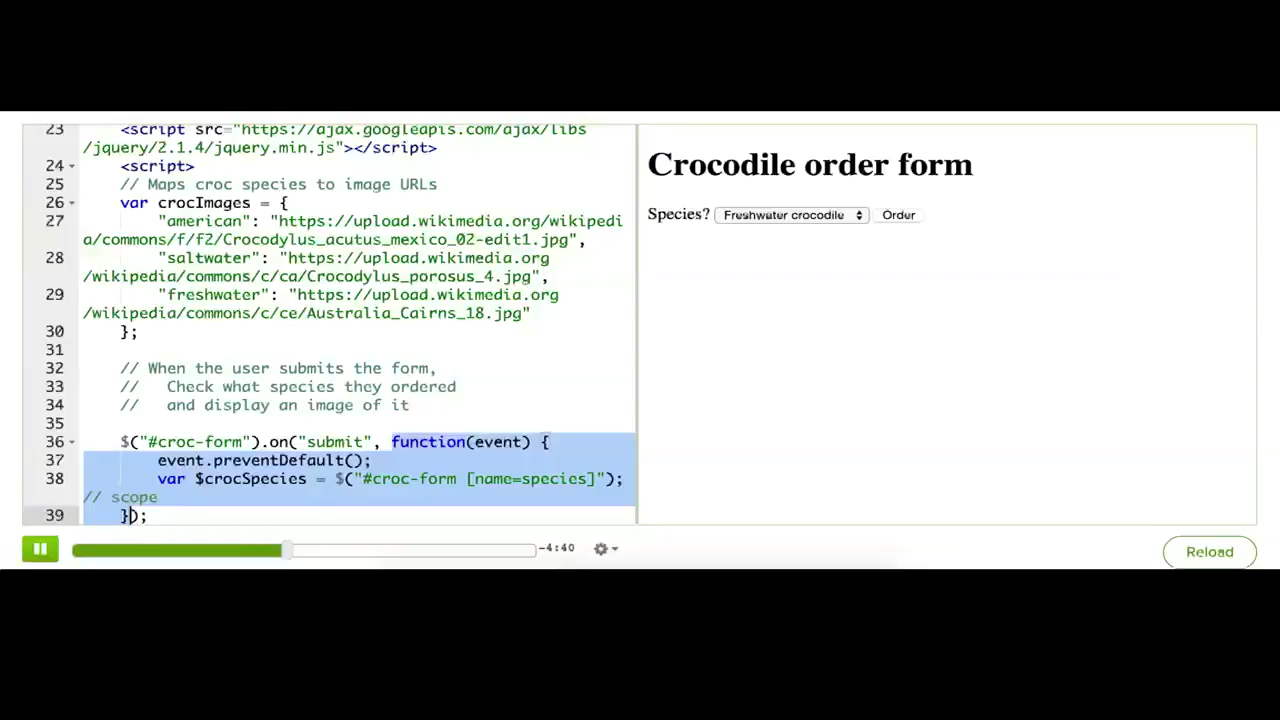 23 <script src="https://ajax.googleapis.com/ajax/libs
/jquery/2.1.4/jquery.min.js"></script>
24 <script>
25 // Maps croc species to image URLs
26 var crocImages = {
27 "american": "https://upload.wikimedia.org/wikipedi
a/commons/f/f2/Crocodylus_acutus_mexico_02-edit1.jpg",
28 "saltwater": "https://upload.wikimedia.org
/wikipedia/commons/c/ca/Crocodylus_porosus_4.jpg",
29 "freshwater": "https://upload.wikimedia.org
/wikipedia/commons/c/ce/Australia_Cairns_18.jpg"
30 };
31
32 // When the user submits the form,
33 //   Check what species they ordered
34 //   and display an image of it
35
36 $("#croc-form").on("submit", function(event) {
37 event.preventDefault();
38 var $crocSpecies = $("#croc-form [name=species]");
// scope
39 });
Crocodile order form
Species? Freshwater crocodile Order
-4:40
Reload